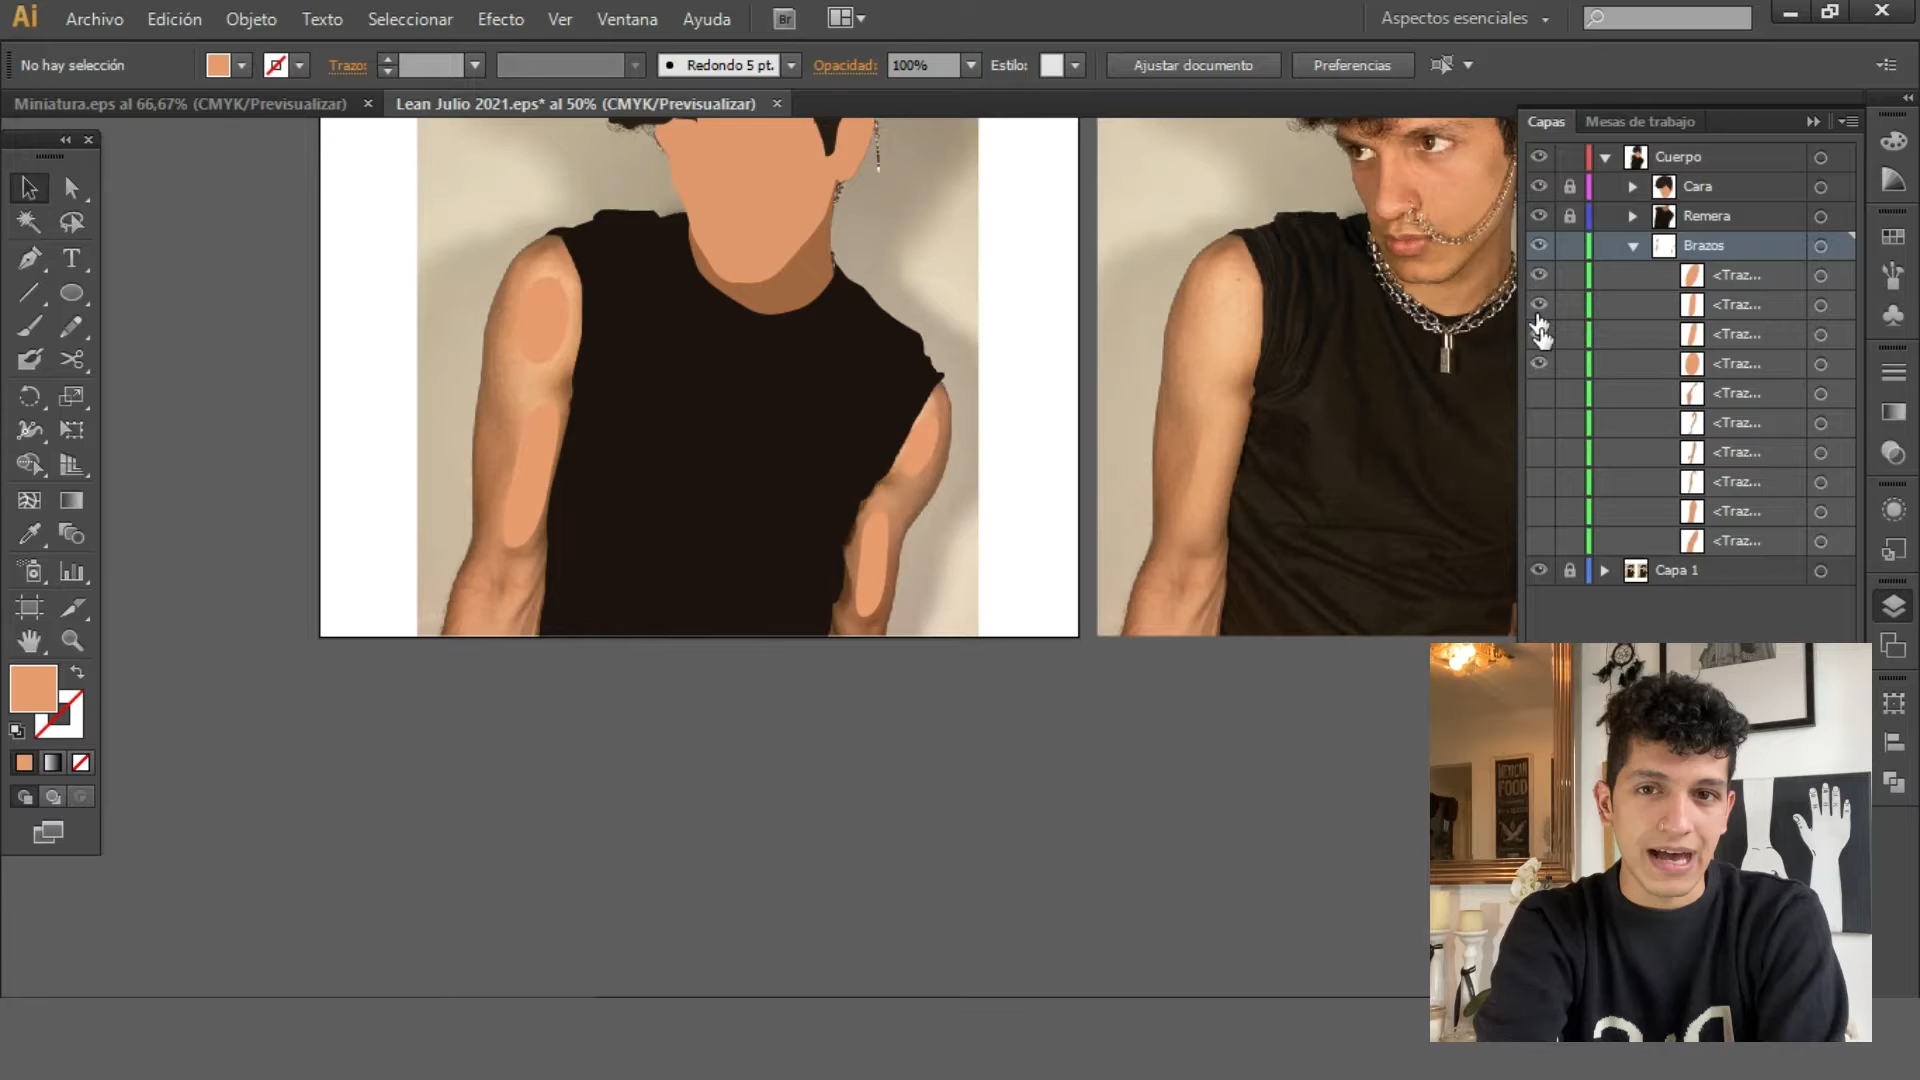 Ai Archivo Edición Objeto Texto Seleccionar Efecto Ver Ventana Ayuda Br Aspectos esenciales
No hay selección Trazo: Redondo 5 pt. Opacidad: 100% Estilo: Ajustar documento Preferencias
Miniatura.eps al 66,67% (CMYK/Previsualizar) Lean Julio 2021.eps* al 50% (CMYK/Previsualizar)
Capas Mesas de trabajo
Cuerpo
Cara
Remera
Brazos
<Traz...
<Traz...
<Traz...
<Traz...
<Traz...
<Traz...
<Traz...
<Traz...
<Traz...
<Traz...
Capa 1
MEXICAN
FOOD